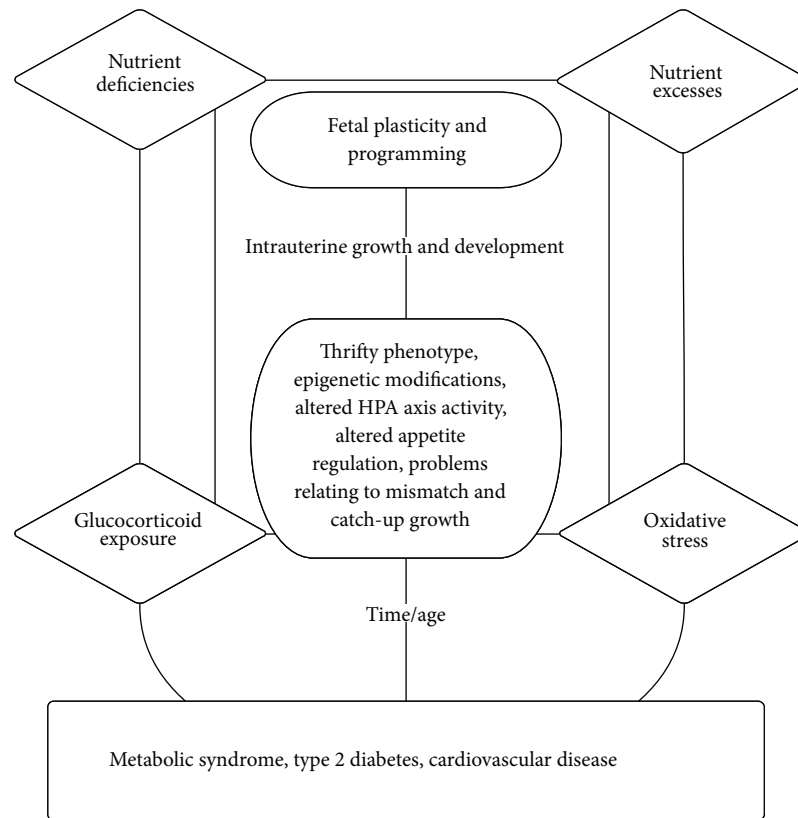 Nutrient
deficiencies
Nutrient
excesses
Fetal plasticity and
programming
Intrauterine growth and development
Thrifty phenotype,
epigenetic modifications,
altered HPA axis activity,
altered appetite
regulation, problems
relating to mismatch and
catch-up growth
Glucocorticoid
exposure
Oxidative
stress
Time/age
Metabolic syndrome, type 2 diabetes, cardiovascular disease